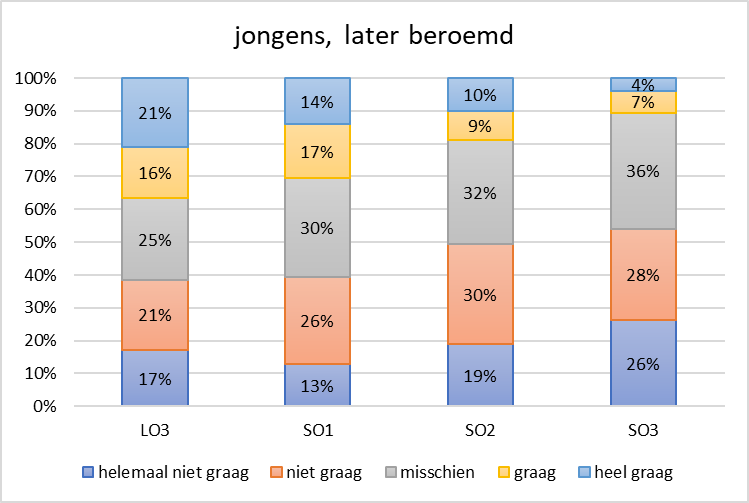 jongens, later beroemd
100%
90%
80%
70%
60%
50%
40%
30%
20%
10%
0%
21% 14% 10% 4%
16% 17% 9% 7%
25% 30% 32% 36%
21% 26% 30% 28%
17% 13% 19% 26%
LO3 SO1 SO2 SO3
helemaal niet graag niet graag misschien graag heel graag